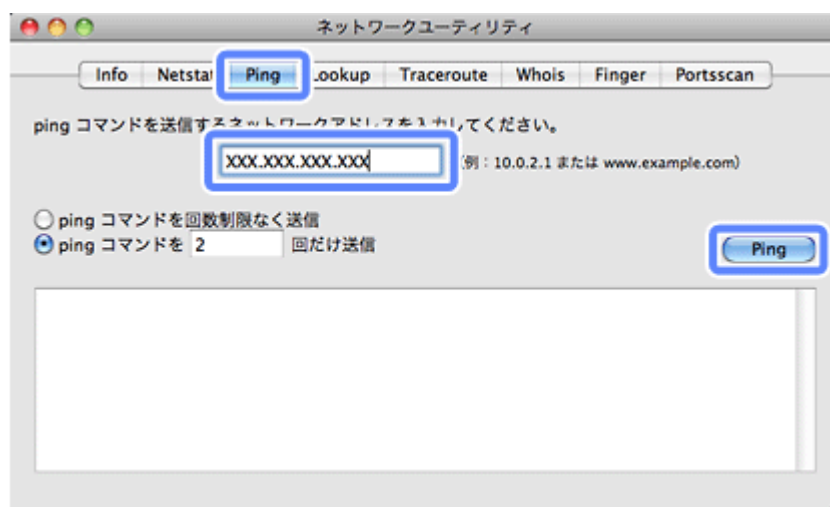 ネットワークユーティリティ
Info Netstat Ping Lookup Traceroute Whois Finger Portsscan
ping コマンドを送信するネットワークアドレスを入力してください。
XXX.XXX.XXX.XXX (例：10.0.2.1 または www.example.com)
ping コマンドを回数制限なく送信
ping コマンドを 2 回だけ送信
Ping